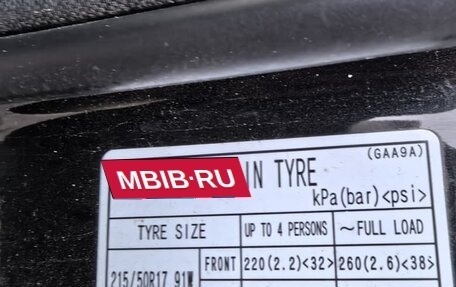 (GAA9A)
MBIB.RU IN TYRE
kPa(bar)<psi>
TYRE SIZE UP TO 4 PERSONS ～FULL LOAD
215/50R17 91W FRONT 220(2.2)<32> 260(2.6)<38>